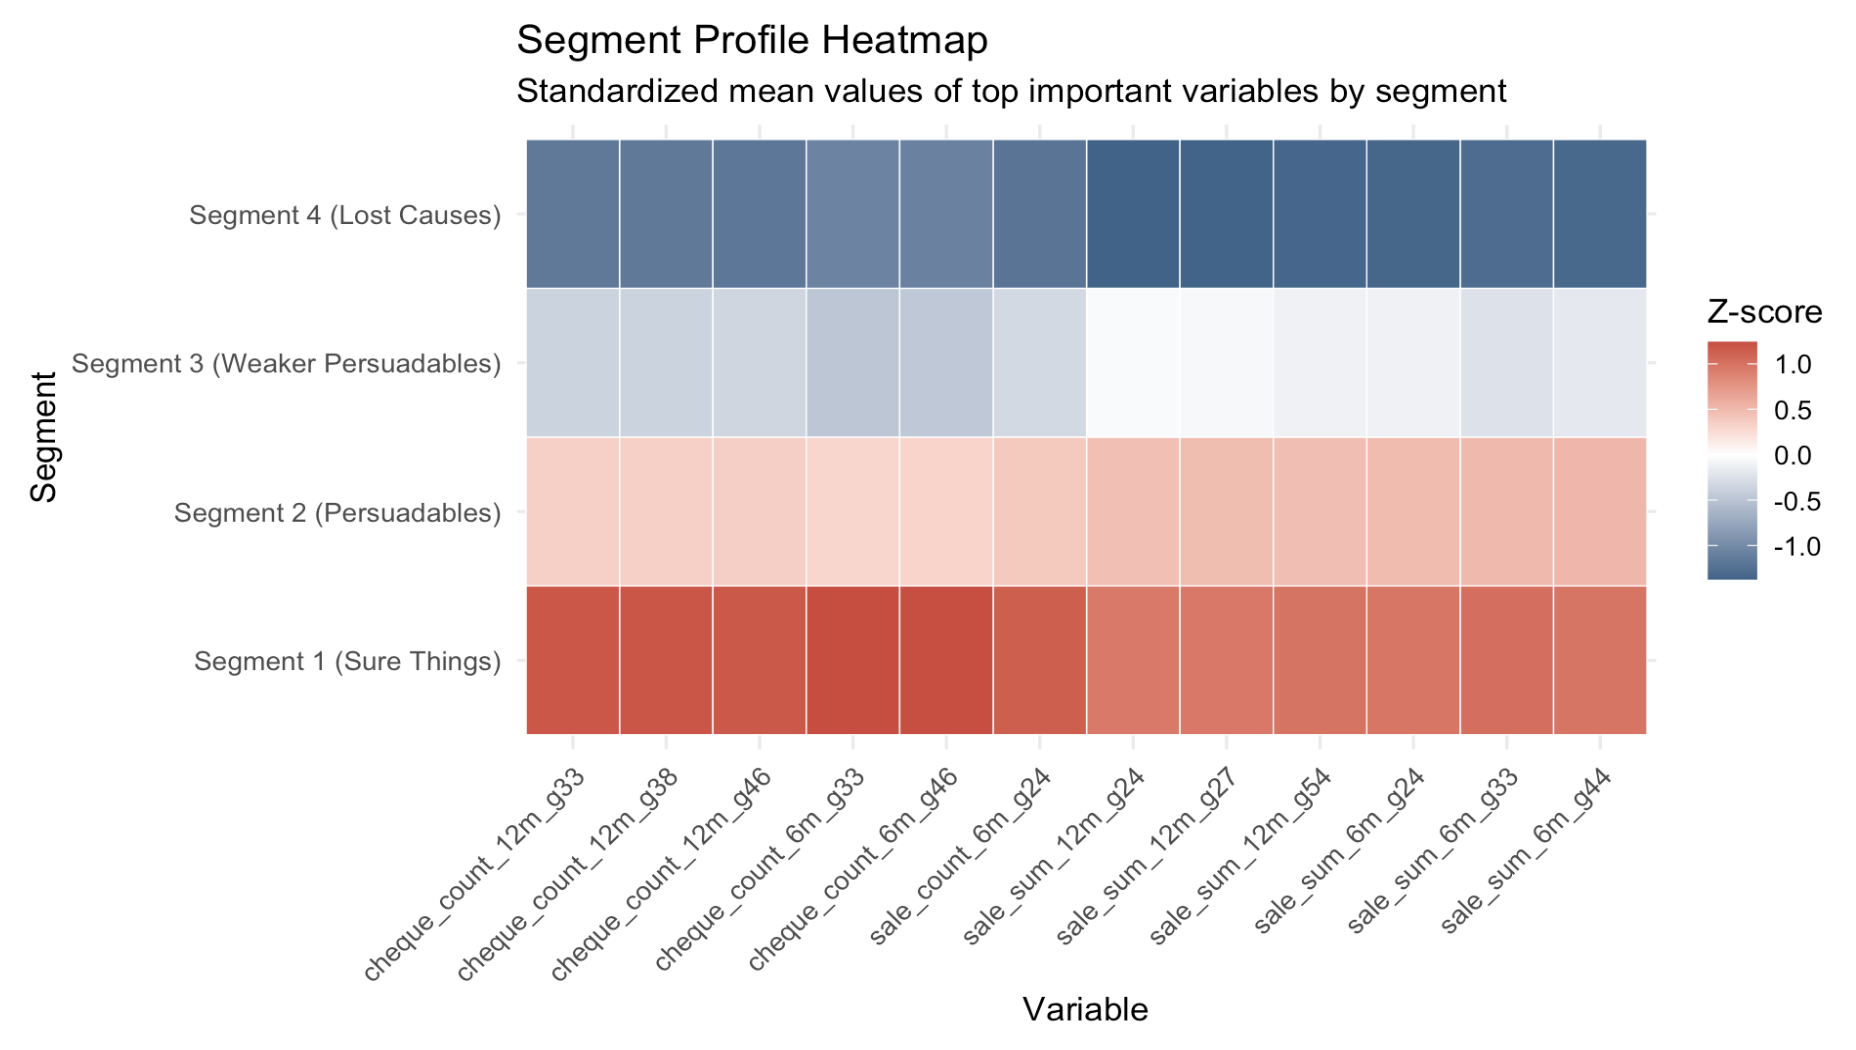 Segment Profile Heatmap
Standardized mean values of top important variables by segment
Segment
Segment 4 (Lost Causes)
Segment 3 (Weaker Persuadables)
Segment 2 (Persuadables)
Segment 1 (Sure Things)
cheque_count_12m_g33
cheque_count_12m_g38
cheque_count_12m_g46
cheque_count_6m_g33
cheque_count_6m_g46
sale_count_6m_g24
sale_sum_12m_g24
sale_sum_12m_g27
sale_sum_12m_g54
sale_sum_6m_g24
sale_sum_6m_g33
sale_sum_6m_g44
Variable
Z-score
1.0
0.5
0.0
-0.5
-1.0